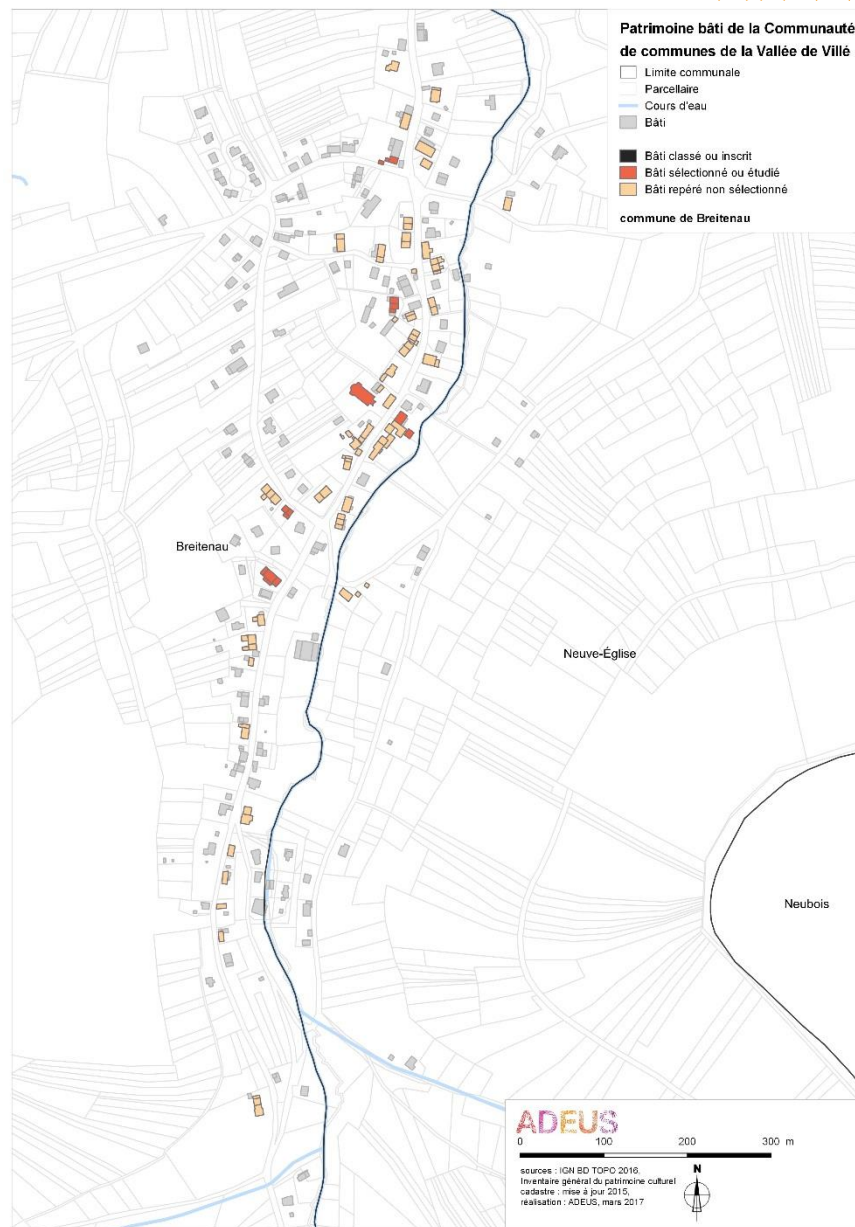 Patrimoine bâti de la Communauté
de communes de la Vallée de Villé
Limite communale
Parcellaire
Cours d'eau
Bâti
Bâti classé ou inscrit
Bâti sélectionné ou étudié
Bâti repéré non sélectionné
commune de Breitenau
Breitenau
Neuve-Église
Neubois
ADEUS
0 100 200 300 m
sources : IGN BD TOPO 2016,
Inventaire général du patrimoine culturel
cadastre : mise à jour 2015,
réalisation : ADEUS, mars 2017
N